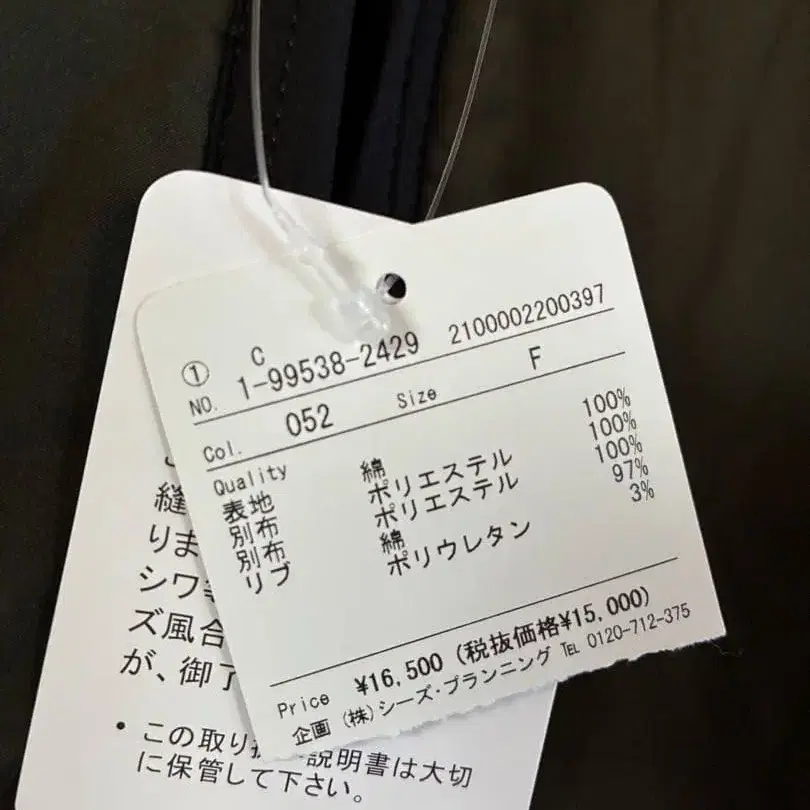 ① C
NO. 1-99538-2429 2100002200397
Col. 052 Size F
Quality
表地 綿 100%
別布 ポリエステル 100%
別布 ポリエステル 100%
リブ 綿 97%
ポリウレタン 3%
Price ¥16,500 (税抜価格¥15,000)
企画 (株)シーズ・プランニング TEL 0120-712-375
縫
りま
シワ
ズ風合
が、御了
・この取り 説明書は大切
に保管して下さい。